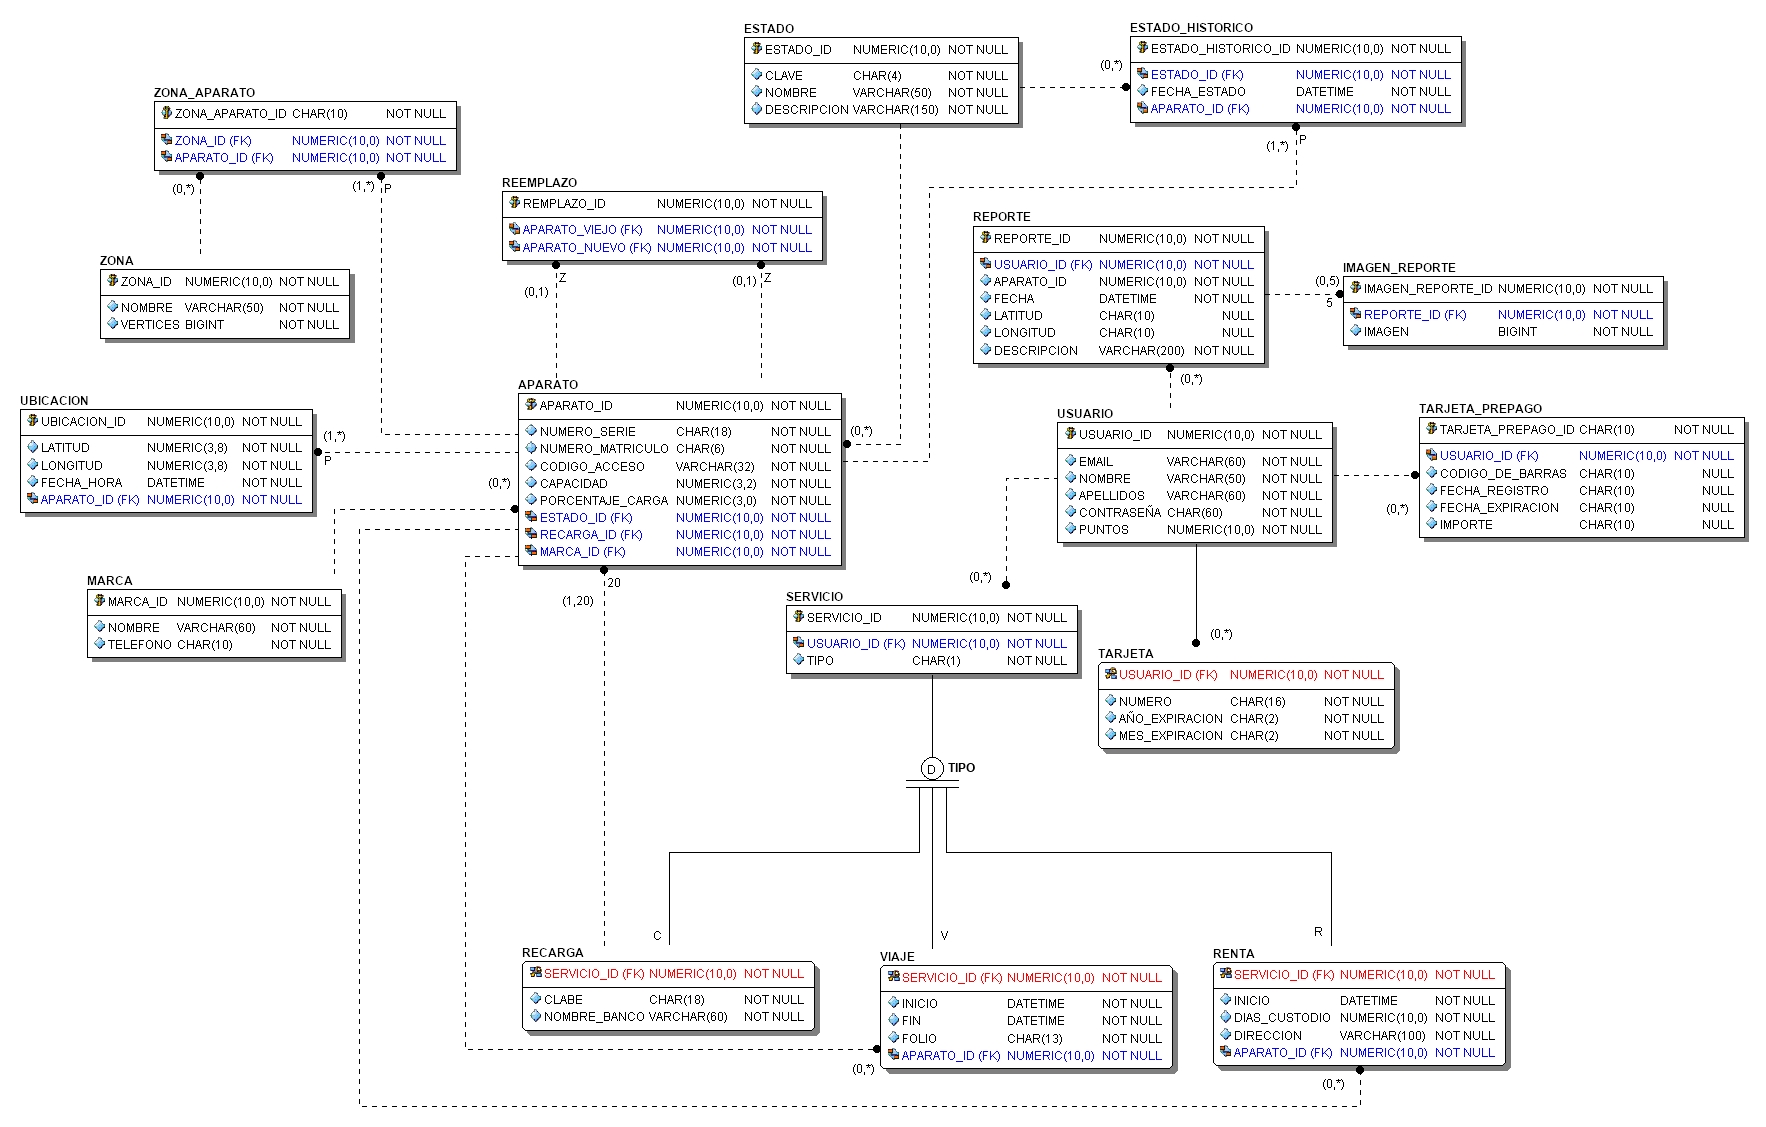 ESTADO
ESTADO_ID NUMERIC(10,0) NOT NULL
CLAVE CHAR(4) NOT NULL
NOMBRE VARCHAR(50) NOT NULL
DESCRIPCION VARCHAR(150) NOT NULL
(0,*)
ESTADO_HISTORICO
ESTADO_HISTORICO_ID NUMERIC(10,0) NOT NULL
ESTADO_ID (FK) NUMERIC(10,0) NOT NULL
FECHA_ESTADO DATETIME NOT NULL
APARATO_ID (FK) NUMERIC(10,0) NOT NULL
(1,*) P
ZONA_APARATO
ZONA_APARATO_ID CHAR(10) NOT NULL
ZONA_ID (FK) NUMERIC(10,0) NOT NULL
APARATO_ID (FK) NUMERIC(10,0) NOT NULL
(0,*) (1,*) P
REEMPLAZO
REMPLAZO_ID NUMERIC(10,0) NOT NULL
APARATO_VIEJO (FK) NUMERIC(10,0) NOT NULL
APARATO_NUEVO (FK) NUMERIC(10,0) NOT NULL
(0,1) Z (0,1) Z
ZONA
ZONA_ID NUMERIC(10,0) NOT NULL
NOMBRE VARCHAR(50) NOT NULL
VERTICES BIGINT NOT NULL
REPORTE
REPORTE_ID NUMERIC(10,0) NOT NULL
USUARIO_ID (FK) NUMERIC(10,0) NOT NULL
APARATO_ID NUMERIC(10,0) NOT NULL
FECHA DATETIME NOT NULL
LATITUD CHAR(10) NULL
LONGITUD CHAR(10) NULL
DESCRIPCION VARCHAR(200) NOT NULL
(0,5)
5
(0,*)
IMAGEN_REPORTE
IMAGEN_REPORTE_ID NUMERIC(10,0) NOT NULL
REPORTE_ID (FK) NUMERIC(10,0) NOT NULL
IMAGEN BIGINT NOT NULL
UBICACION
UBICACION_ID NUMERIC(10,0) NOT NULL
LATITUD NUMERIC(3,8) NOT NULL
LONGITUD NUMERIC(3,8) NOT NULL
FECHA_HORA DATETIME NOT NULL
APARATO_ID (FK) NUMERIC(10,0) NOT NULL
(1,*)
P
APARATO
APARATO_ID NUMERIC(10,0) NOT NULL
NUMERO_SERIE CHAR(18) NOT NULL
NUMERO_MATRICULO CHAR(6) NOT NULL
CODIGO_ACCESO VARCHAR(32) NOT NULL
CAPACIDAD NUMERIC(3,2) NOT NULL
PORCENTAJE_CARGA NUMERIC(3,0) NOT NULL
ESTADO_ID (FK) NUMERIC(10,0) NOT NULL
RECARGA_ID (FK) NUMERIC(10,0) NOT NULL
MARCA_ID (FK) NUMERIC(10,0) NOT NULL
(0,*)
(0,*)
20
(1,20)
USUARIO
USUARIO_ID NUMERIC(10,0) NOT NULL
EMAIL VARCHAR(60) NOT NULL
NOMBRE VARCHAR(50) NOT NULL
APELLIDOS VARCHAR(60) NOT NULL
CONTRASEÑA CHAR(60) NOT NULL
PUNTOS NUMERIC(10,0) NOT NULL
TARJETA_PREPAGO
TARJETA_PREPAGO_ID CHAR(10) NOT NULL
USUARIO_ID (FK) NUMERIC(10,0) NOT NULL
CODIGO_DE_BARRAS CHAR(10) NULL
FECHA_REGISTRO CHAR(10) NULL
FECHA_EXPIRACION CHAR(10) NULL
IMPORTE CHAR(10) NULL
(0,*)
MARCA
MARCA_ID NUMERIC(10,0) NOT NULL
NOMBRE VARCHAR(60) NOT NULL
TELEFONO CHAR(10) NOT NULL
(0,*)
SERVICIO
SERVICIO_ID NUMERIC(10,0) NOT NULL
USUARIO_ID (FK) NUMERIC(10,0) NOT NULL
TIPO CHAR(1) NOT NULL
(0,*)
TARJETA
USUARIO_ID (FK) NUMERIC(10,0) NOT NULL
NUMERO CHAR(16) NOT NULL
AÑO_EXPIRACION CHAR(2) NOT NULL
MES_EXPIRACION CHAR(2) NOT NULL
D TIPO
C V R
RECARGA
SERVICIO_ID (FK) NUMERIC(10,0) NOT NULL
CLABE CHAR(18) NOT NULL
NOMBRE_BANCO VARCHAR(60) NOT NULL
VIAJE
SERVICIO_ID (FK) NUMERIC(10,0) NOT NULL
INICIO DATETIME NOT NULL
FIN DATETIME NOT NULL
FOLIO CHAR(13) NOT NULL
APARATO_ID (FK) NUMERIC(10,0) NOT NULL
(0,*)
RENTA
SERVICIO_ID (FK) NUMERIC(10,0) NOT NULL
INICIO DATETIME NOT NULL
DIAS_CUSTODIO NUMERIC(10,0) NOT NULL
DIRECCION VARCHAR(100) NOT NULL
APARATO_ID (FK) NUMERIC(10,0) NOT NULL
(0,*)